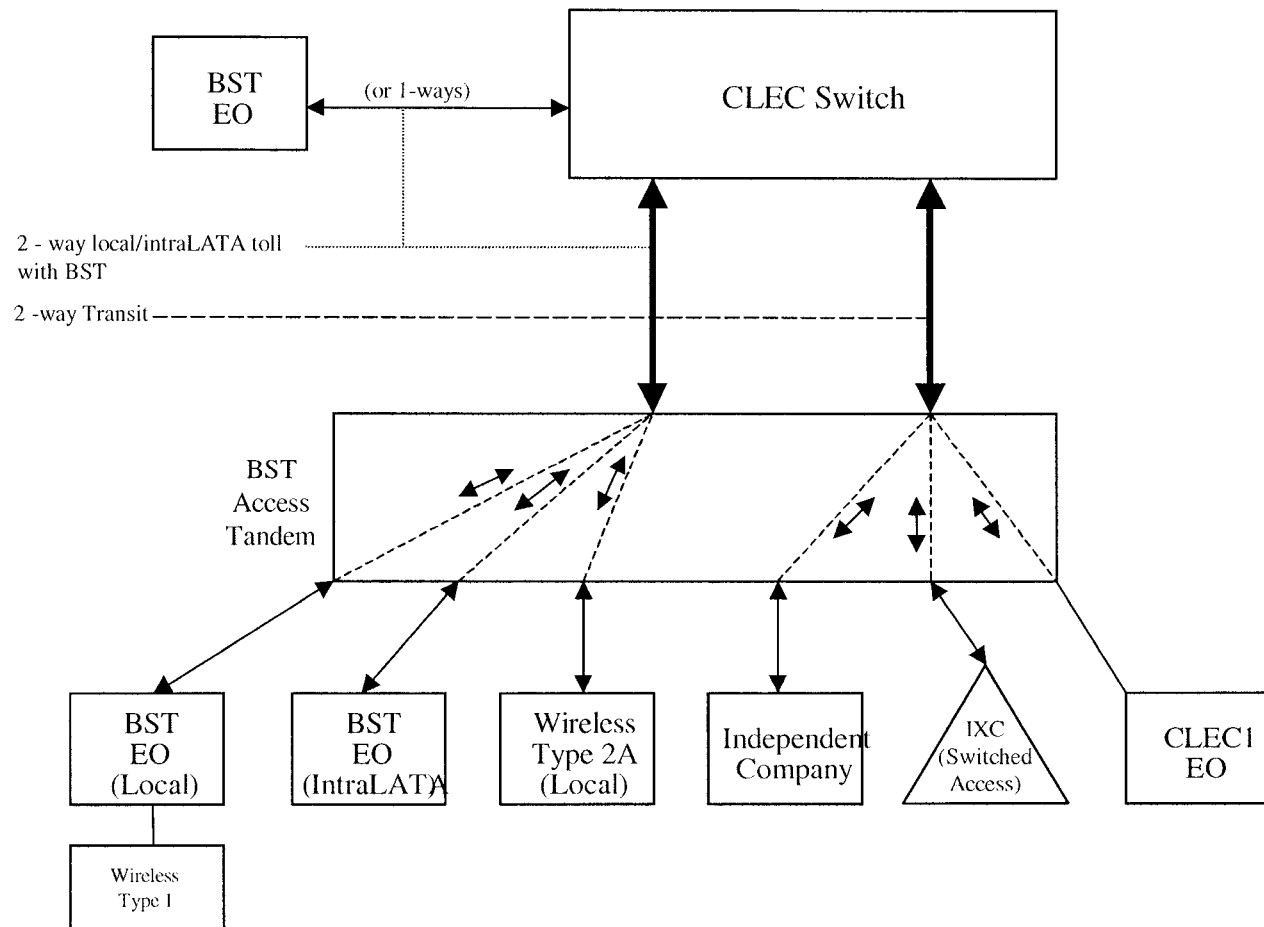 BST
EO
(or 1-ways)
CLEC Switch
2 - way local/intraLATA toll
with BST
2 -way Transit
BST
Access
Tandem
BST
EO
(Local)
BST
EO
(IntraLATA)
Wireless
Type 2A
(Local)
Independent
Company
IXC
(Switched
Access)
CLEC1
EO
Wireless
Type 1